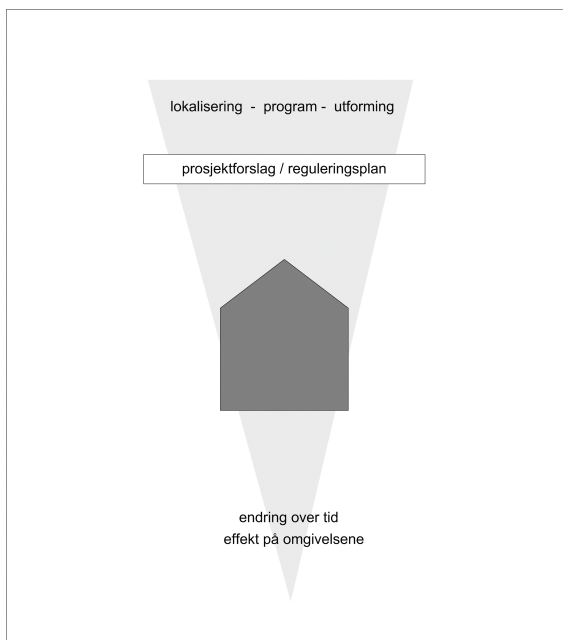 lokalisering - program - utforming
prosjektforslag / reguleringsplan
endring over tid
effekt på omgivelsene